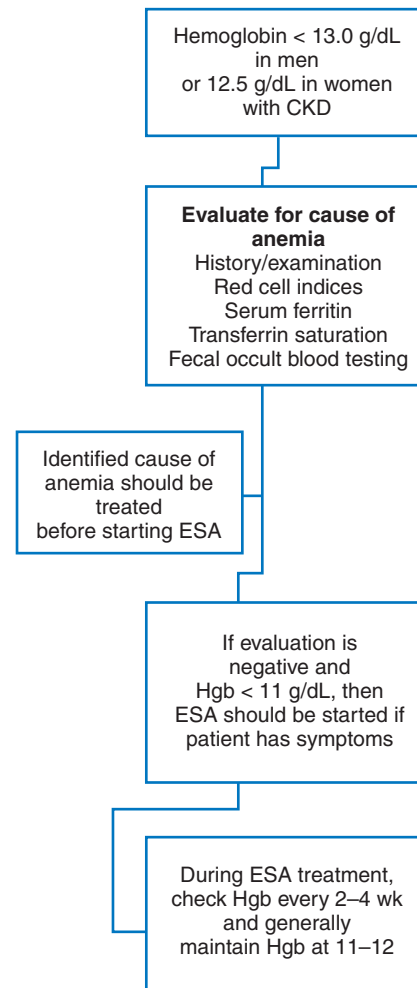 Hemoglobin < 13.0 g/dL
in men
or 12.5 g/dL in women
with CKD
Evaluate for cause of
anemia
History/examination
Red cell indices
Serum ferritin
Transferrin saturation
Fecal occult blood testing
Identified cause of
anemia should be
treated
before starting ESA
If evaluation is
negative and
Hgb < 11 g/dL, then
ESA should be started if
patient has symptoms
During ESA treatment,
check Hgb every 2–4 wk
and generally
maintain Hgb at 11–12